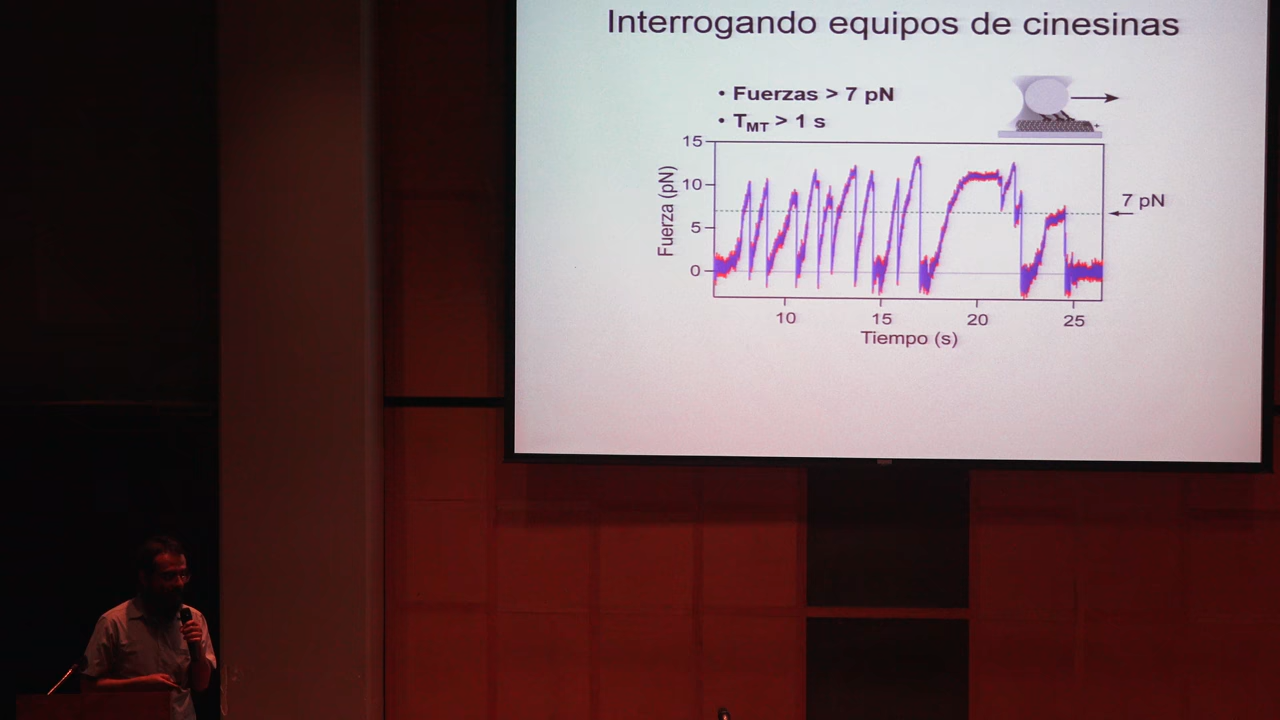 Interrogando equipos de cinesinas
• Fuerzas > 7 pN
• TMT > 1 s
+
15
10
5
0
Fuerza (pN)
7 pN
10 15 20 25
Tiempo (s)